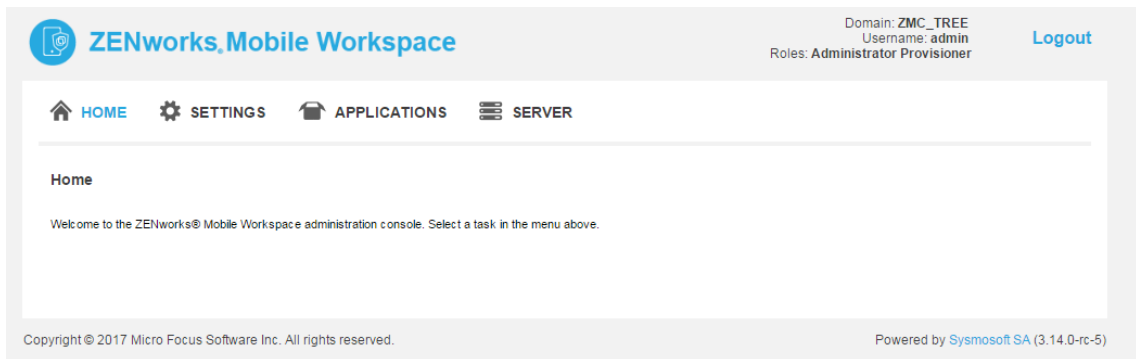 ZENworks® Mobile Workspace
Domain: ZMC_TREE
Username: admin
Roles: Administrator Provisioner
Logout
HOME SETTINGS APPLICATIONS SERVER
Home
Welcome to the ZENworks® Mobile Workspace administration console. Select a task in the menu above.
Copyright © 2017 Micro Focus Software Inc. All rights reserved.
Powered by Sysmosoft SA (3.14.0-rc-5)